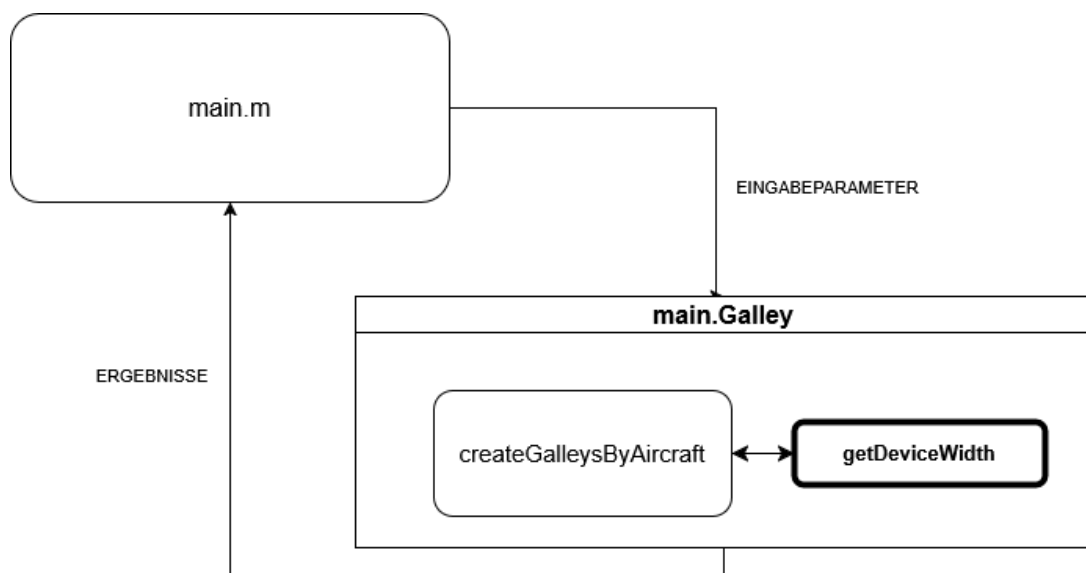 main.m
EINGABEPARAMETER
main.Galley
ERGEBNISSE
createGalleysByAircraft
getDeviceWidth